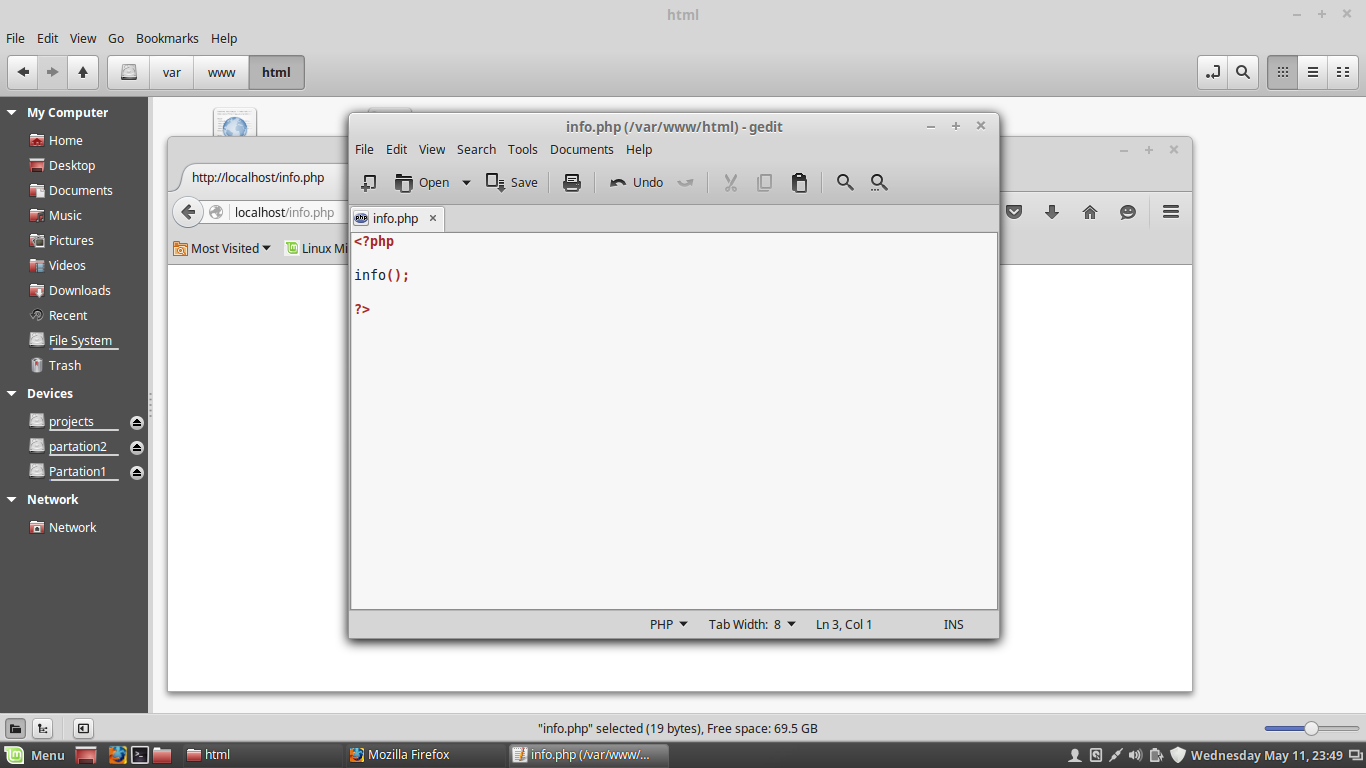 html
File Edit View Go Bookmarks Help
var www html
My Computer
Home
Desktop
Documents
Music
Pictures
Videos
Downloads
Recent
File System
Trash
Devices
projects
partation2
Partation1
Network
Network
http://localhost/info.php
localhost/info.php
Most Visited Linux Mi
info.php (/var/www/html) - gedit
File Edit View Search Tools Documents Help
Open Save Undo
php info.php
<?php
info();
?>
PHP Tab Width: 8 Ln 3, Col 1 INS
"info.php" selected (19 bytes), Free space: 69.5 GB
Menu html Mozilla Firefox info.php (/var/www/... Wednesday May 11, 23:49